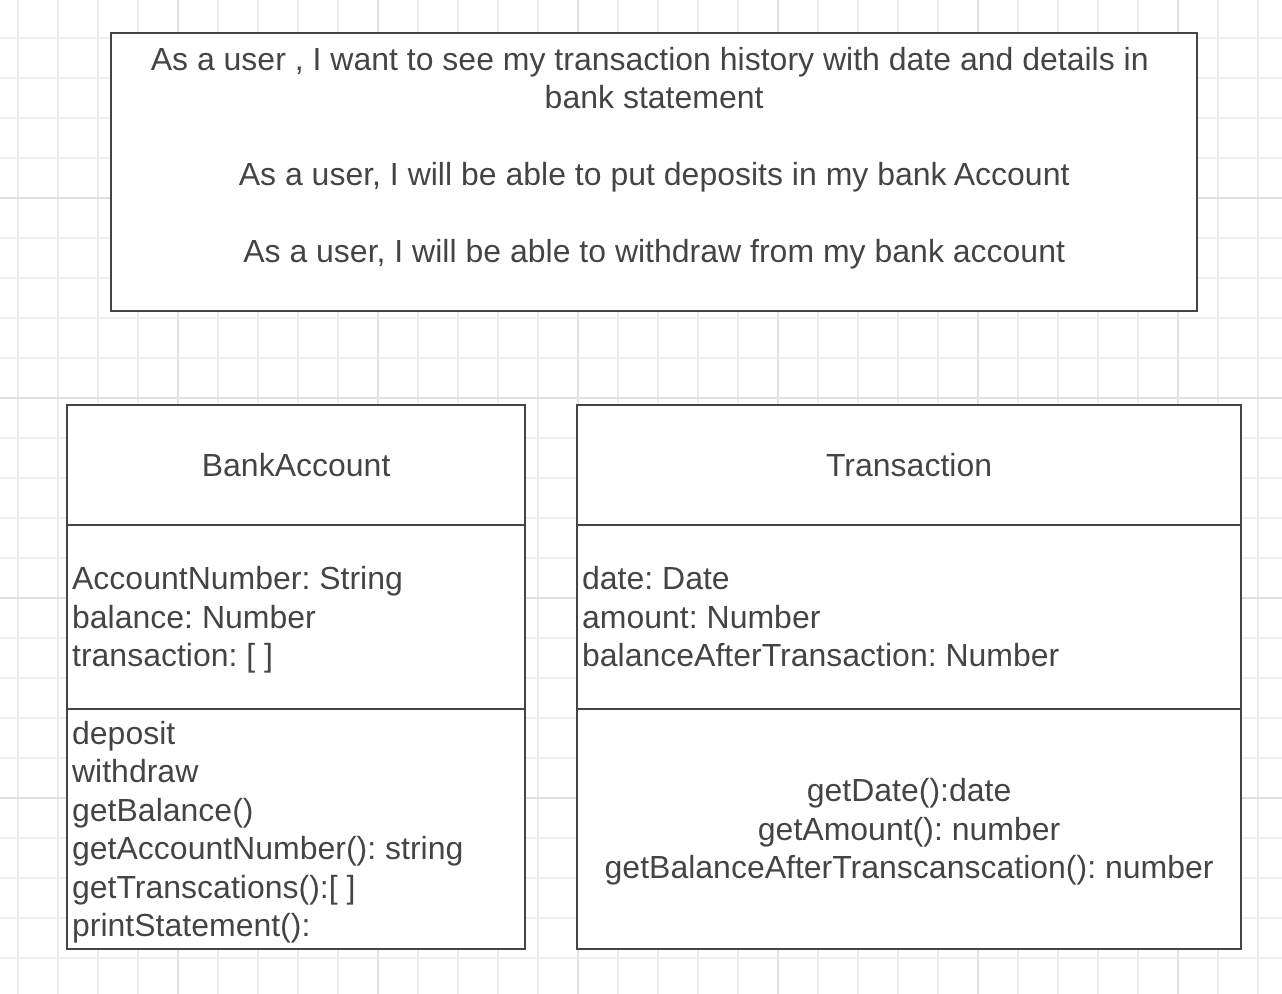 As a user , I want to see my transaction history with date and details in
bank statement
As a user, I will be able to put deposits in my bank Account
As a user, I will be able to withdraw from my bank account
BankAccount
AccountNumber: String
balance: Number
transaction: [ ]
deposit
withdraw
getBalance()
getAccountNumber(): string
getTranscations():[ ]
printStatement():
Transaction
date: Date
amount: Number
balanceAfterTransaction: Number
getDate():date
getAmount(): number
getBalanceAfterTranscanscation(): number